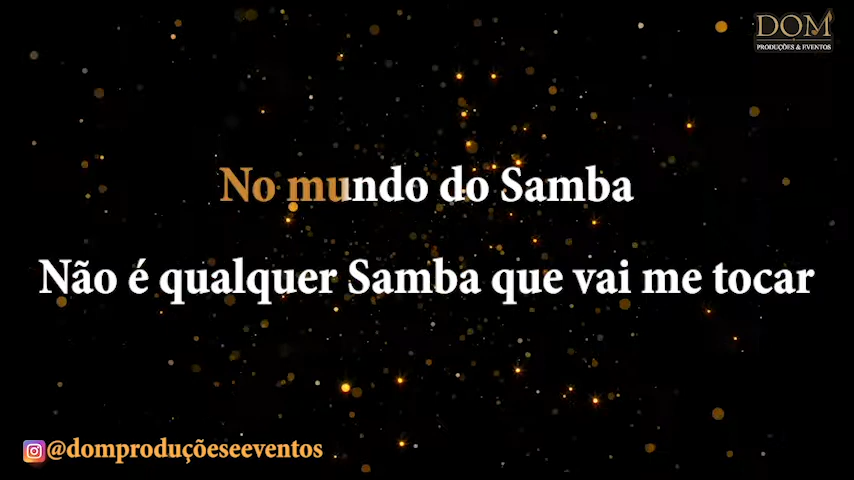 DOM
PRODUÇÕES & EVENTOS
No mundo do Samba
Não é qualquer Samba que vai me tocar
@domproduçõeseeventos